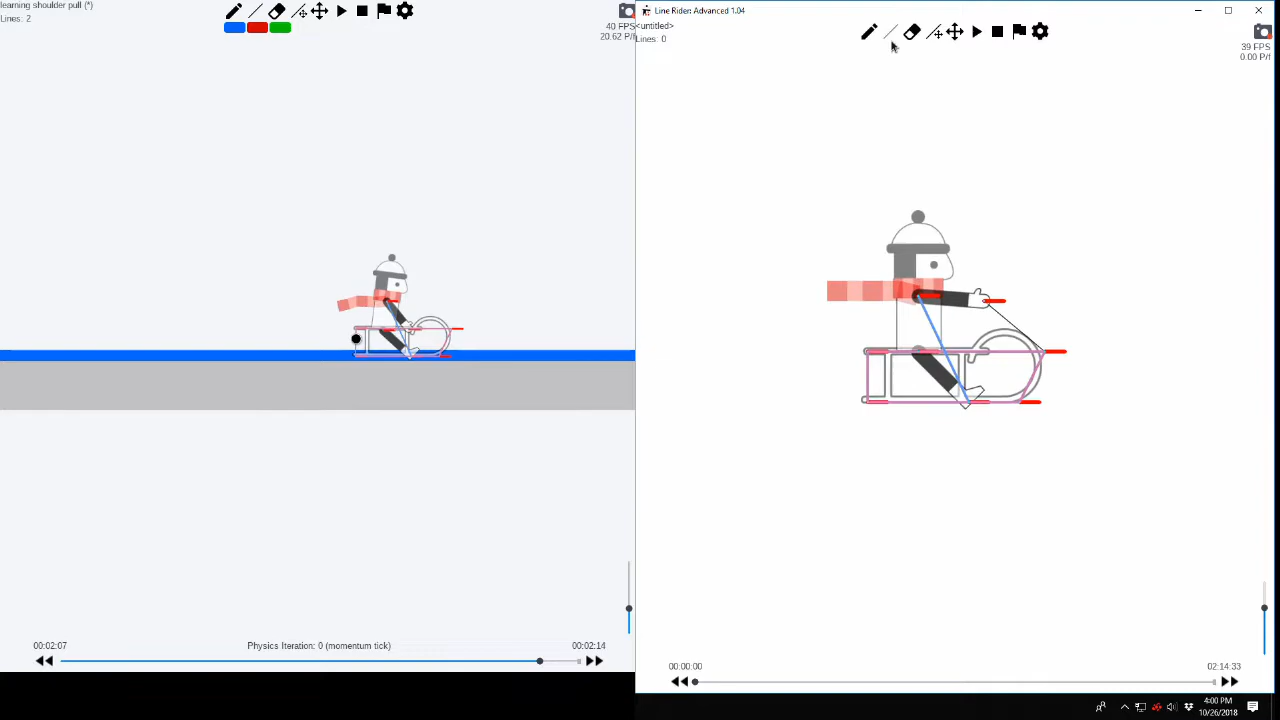 learning shoulder pull (*)
Lines: 2
40 FPS
20.62 P/f
00:02:07
Physics Iteration: 0 (momentum tick)
00:02:14
Line Rider: Advanced 1.04
<untitled>
Lines: 0
39 FPS
0.00 P/f
00:00:00
02:14:33
4:00 PM
10/26/2018